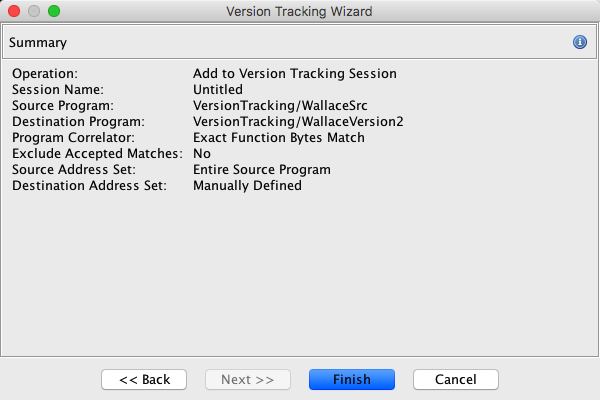 Version Tracking Wizard
Summary
Operation: Add to Version Tracking Session
Session Name: Untitled
Source Program: VersionTracking/WallaceSrc
Destination Program: VersionTracking/WallaceVersion2
Program Correlator: Exact Function Bytes Match
Exclude Accepted Matches: No
Source Address Set: Entire Source Program
Destination Address Set: Manually Defined
<< Back Next >> Finish Cancel